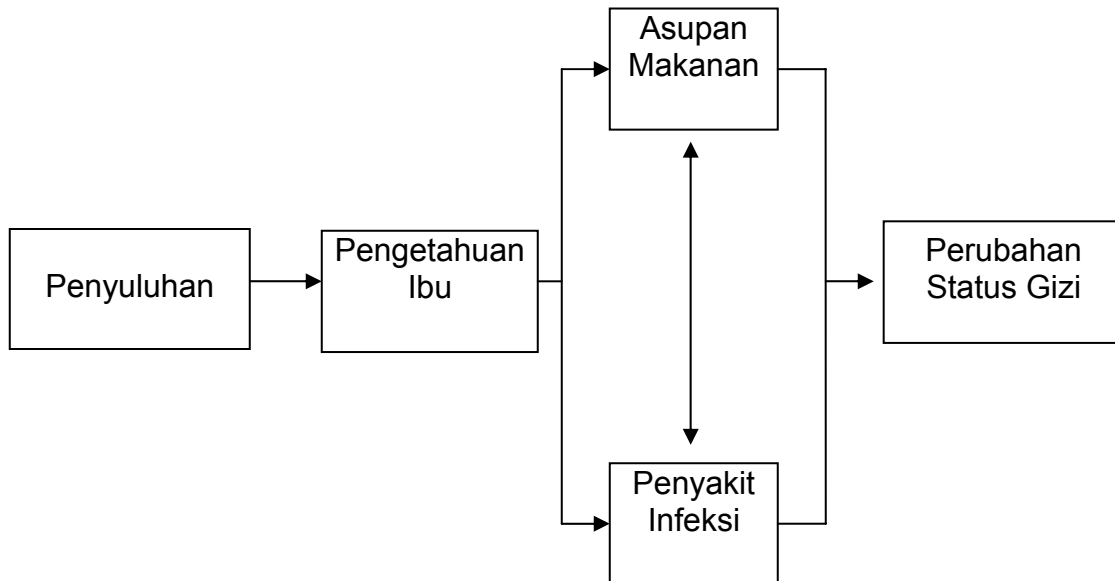 Asupan
Makanan
Penyuluhan
Pengetahuan
Ibu
Perubahan
Status Gizi
Penyakit
Infeksi